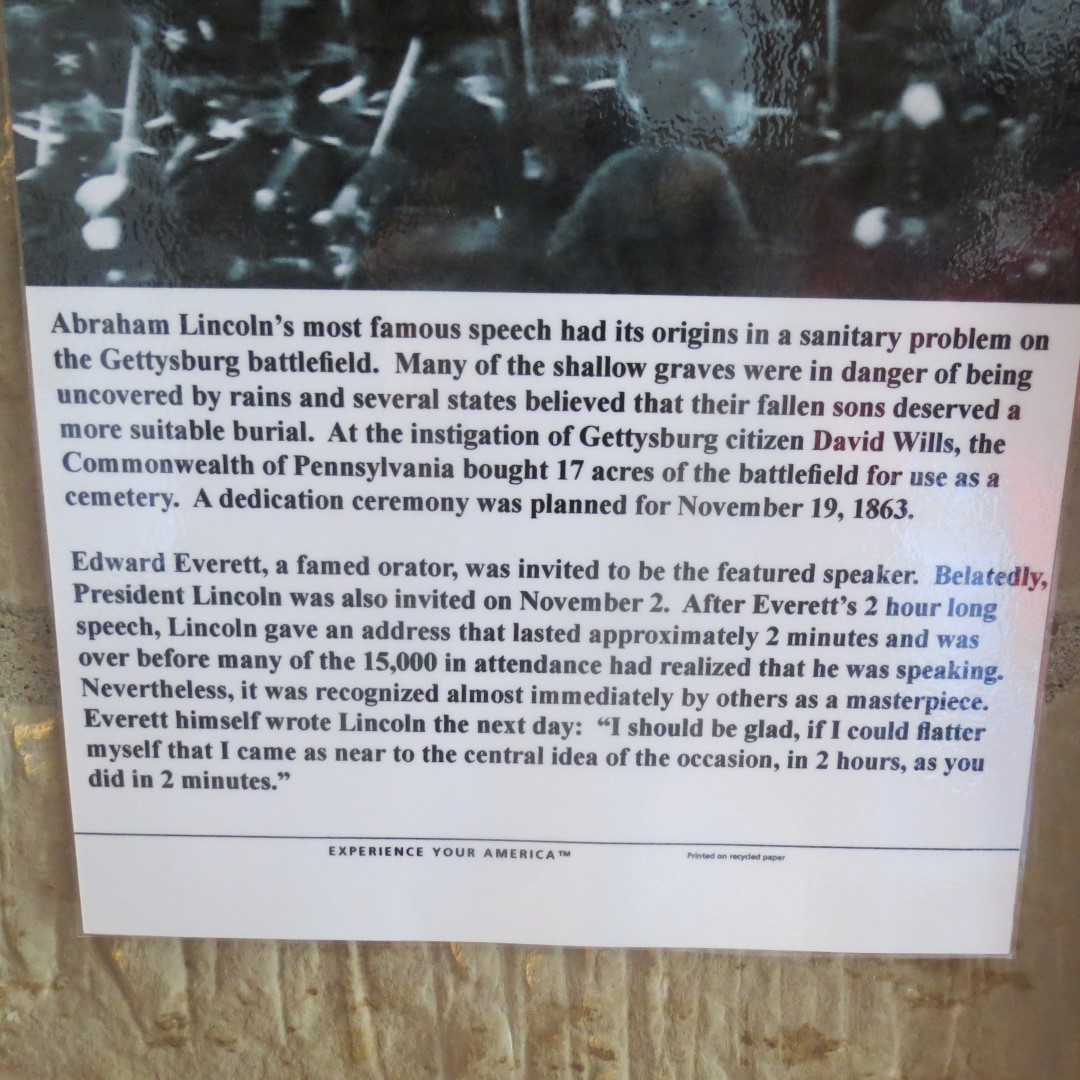 Abraham Lincoln's most famous speech had its origins in a sanitary problem on
the Gettysburg battlefield. Many of the shallow graves were in danger of being
uncovered by rains and several states believed that their fallen sons deserved a
more suitable burial. At the instigation of Gettysburg citizen David Wills, the
Commonwealth of Pennsylvania bought 17 acres of the battlefield for use as a
cemetery. A dedication ceremony was planned for November 19, 1863.
Edward Everett, a famed orator, was invited to be the featured speaker. Belatedly,
President Lincoln was also invited on November 2. After Everett's 2 hour long
speech, Lincoln gave an address that lasted approximately 2 minutes and was
over before many of the 15,000 in attendance had realized that he was speaking.
Nevertheless, it was recognized almost immediately by others as a masterpiece.
Everett himself wrote Lincoln the next day: “I should be glad, if I could flatter
myself that I came as near to the central idea of the occasion, in 2 hours, as you
did in 2 minutes.”
EXPERIENCE YOUR AMERICA™
Printed on recycled paper